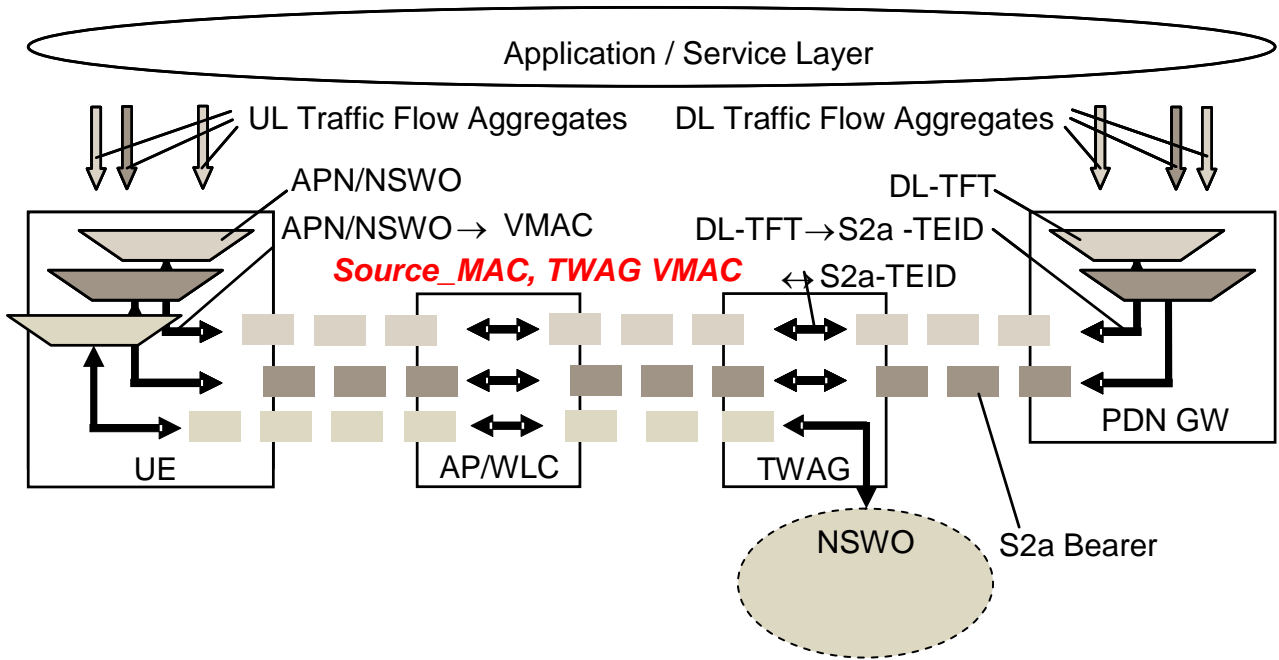 Application / Service Layer
UL Traffic Flow Aggregates
DL Traffic Flow Aggregates
APN/NSWO
DL-TFT
APN/NSWO→ VMAC
DL-TFT→S2a -TEID
Source_MAC, TWAG VMAC
↔S2a-TEID
PDN GW
UE
AP/WLC
TWAG
NSWO
S2a Bearer